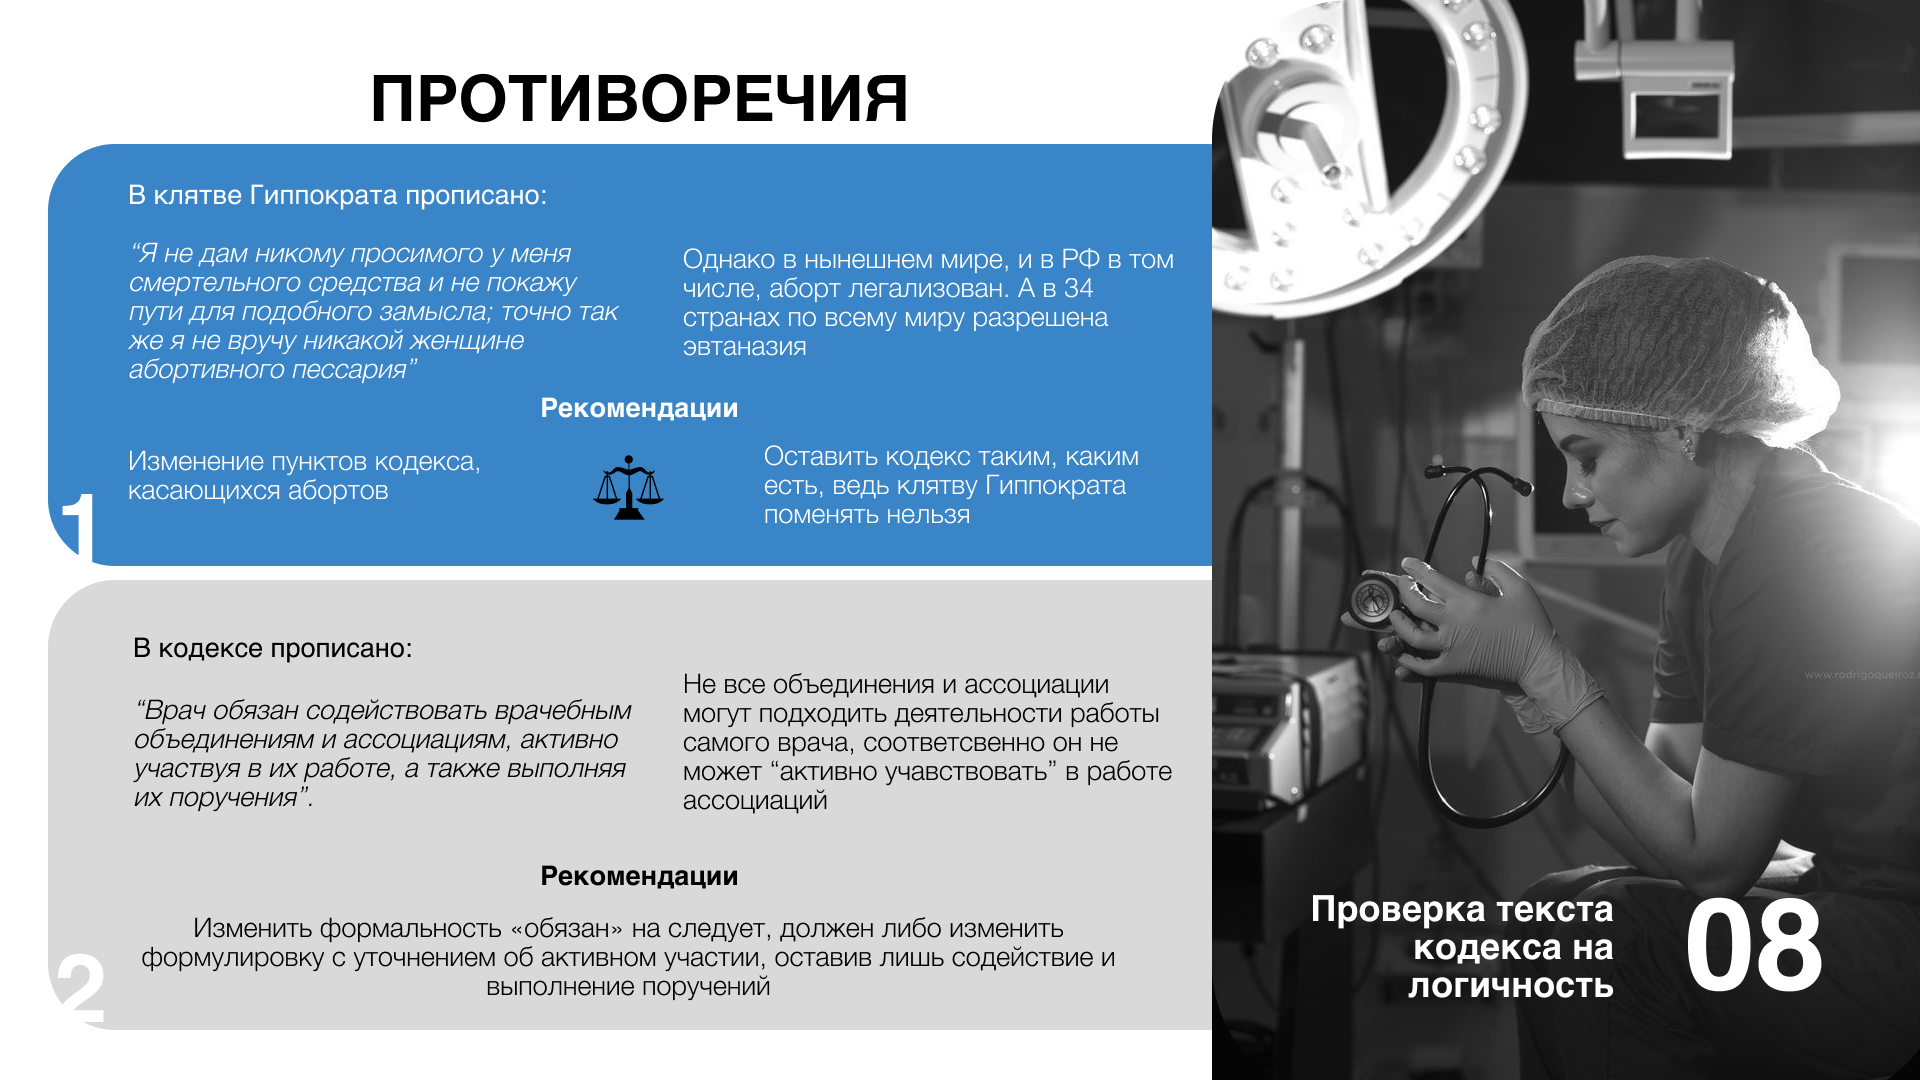 ПРОТИВОРЕЧИЯ
В клятве Гиппократа прописано:
“Я не дам никому просимого у меня
смертельного средства и не покажу
пути для подобного замысла; точно так
же я не вручу никакой женщине
абортивного пессария”
Однако в нынешнем мире, и в РФ в том
числе, аборт легализован. А в 34
странах по всему миру разрешена
эвтаназия
Рекомендации
Изменение пунктов кодекса,
касающихся абортов
Оставить кодекс таким, каким
есть, ведь клятву Гиппократа
поменять нельзя
1
В кодексе прописано:
“Врач обязан содействовать врачебным
объединениям и ассоциациям, активно
участвуя в их работе, а также выполняя
их поручения”.
Не все объединения и ассоциации
могут подходить деятельности работы
самого врача, соответсвенно он не
может “активно учавствовать” в работе
ассоциаций
Рекомендации
Изменить формальность «обязан» на следует, должен либо изменить
формулировку с уточнением об активном участии, оставив лишь содействие и
выполнение поручений
2
Проверка текста
кодекса на
логичность
08